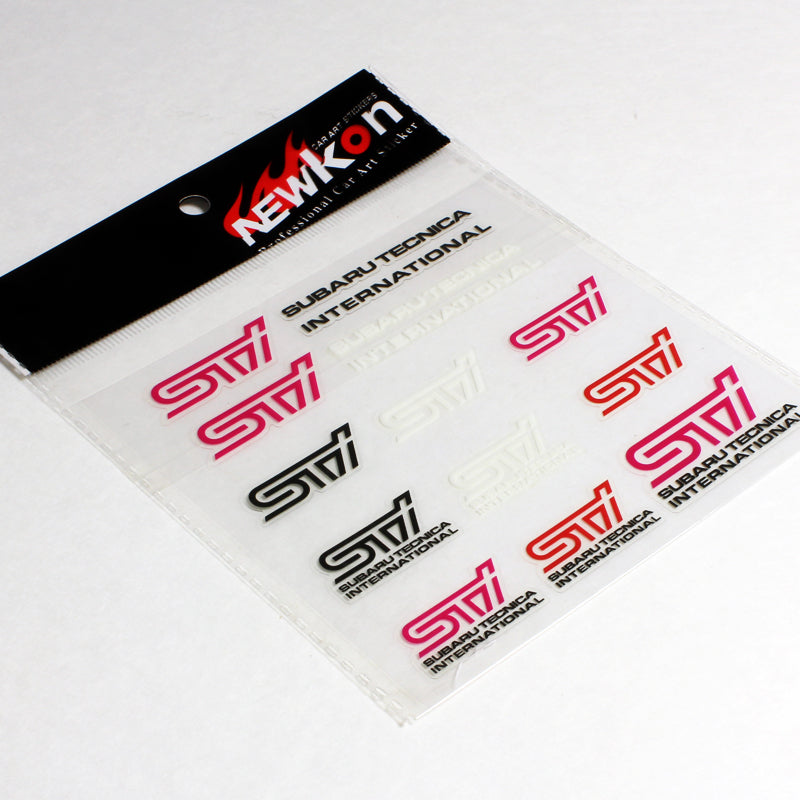 CAR ART STICKERS
NEWKON
Professional Car Art Sticker
SUBARU TECNICA
INTERNATIONAL
SUBARU TECNICA
INTERNATIONAL
STI
STI
STI
STI
STI
STI
STI
SUBARU TECNICA
INTERNATIONAL
STI
SUBARU TECNICA
INTERNATIONAL
STI
SUBARU TECNICA
INTERNATIONAL
STI
SUBARU TECNICA
INTERNATIONAL
STI
SUBARU TECNICA
INTERNATIONAL